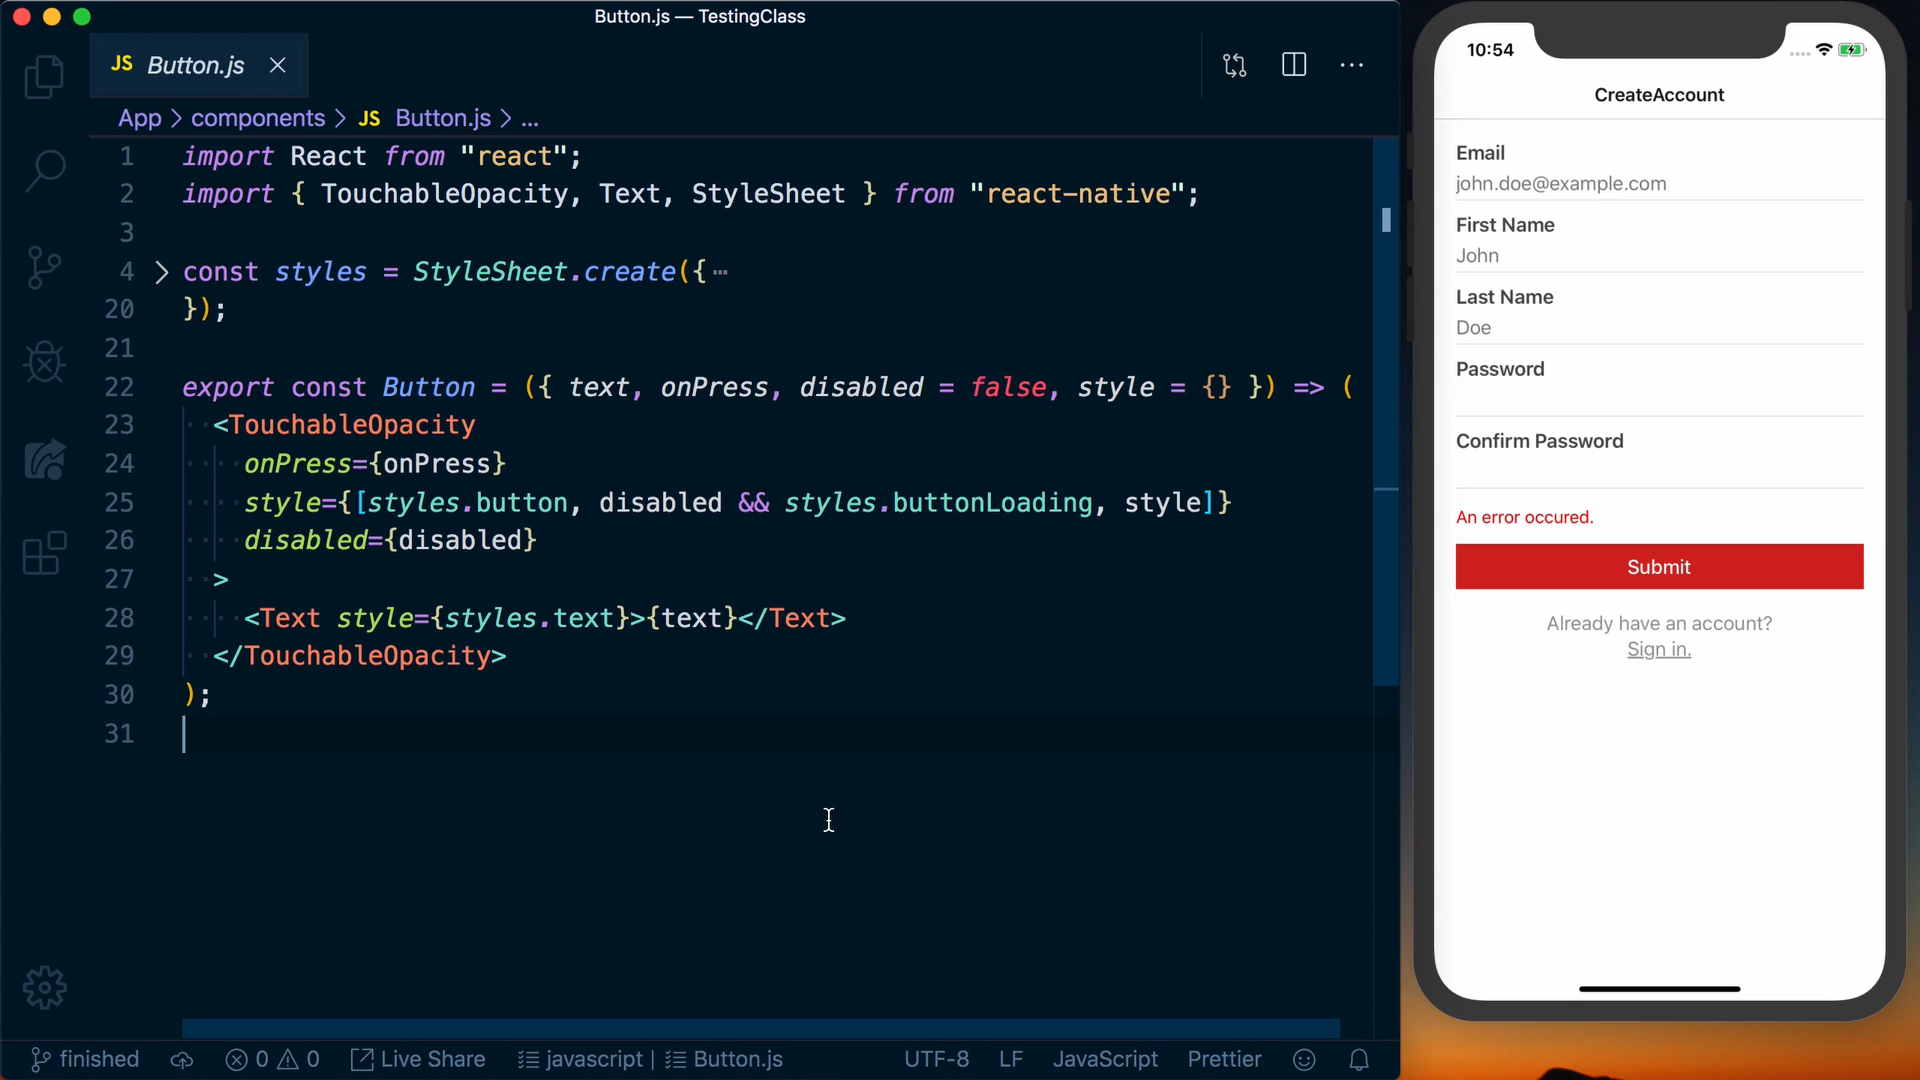 Button.js — TestingClass
JS Button.js
App > components > JS Button.js > ...
1 import React from "react";
2 import { TouchableOpacity, Text, StyleSheet } from "react-native";
3
4 const styles = StyleSheet.create({
20 });
21
22 export const Button = ({ text, onPress, disabled = false, style = {} }) => (
23 <TouchableOpacity
24 onPress={onPress}
25 style={[styles.button, disabled && styles.buttonLoading, style]}
26 disabled={disabled}
27 >
28 <Text style={styles.text}>{text}</Text>
29 </TouchableOpacity>
30 );
31
finished 0 0 Live Share javascript | Button.js UTF-8 LF JavaScript Prettier
10:54
CreateAccount
Email
john.doe@example.com
First Name
John
Last Name
Doe
Password
Confirm Password
An error occured.
Submit
Already have an account?
Sign in.